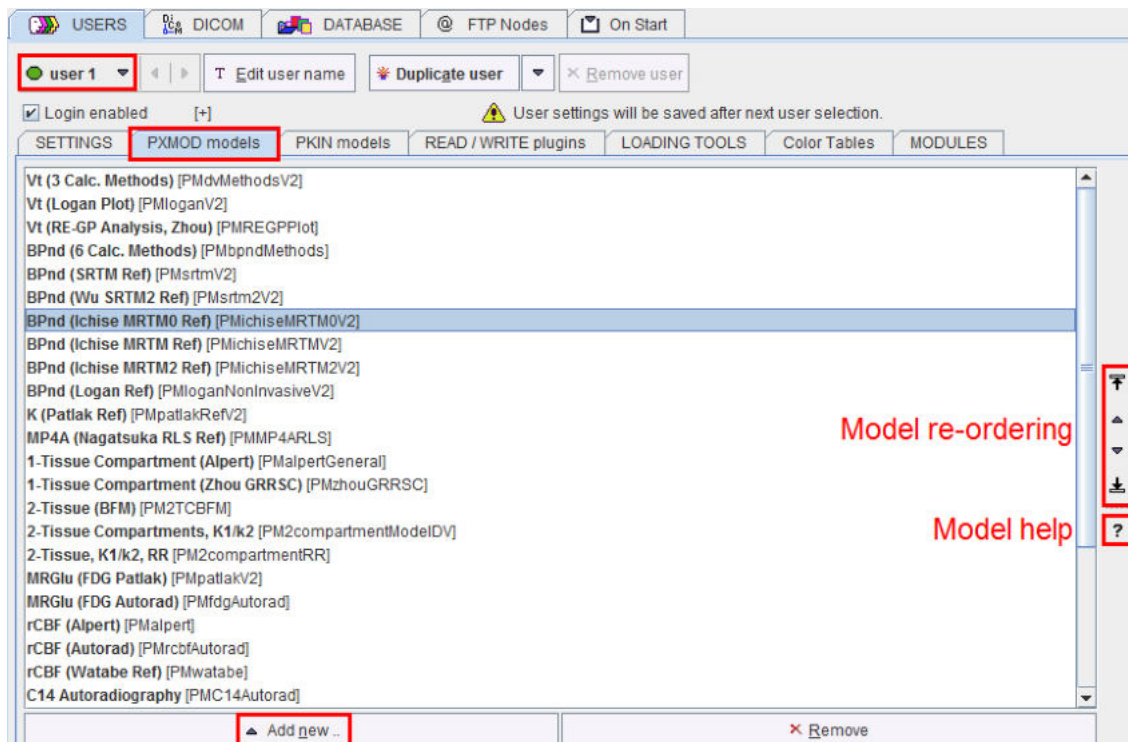 USERS DICOM DATABASE @ FTP Nodes On Start
user 1 T Edit user name Duplicate user Remove user
Login enabled [+] User settings will be saved after next user selection.
SETTINGS PXMOD models PKIN models READ / WRITE plugins LOADING TOOLS Color Tables MODULES
Vt (3 Calc. Methods) [PMdvMethodsV2]
Vt (Logan Plot) [PMloganV2]
Vt (RE-GP Analysis, Zhou) [PMREGPPlot]
BPnd (6 Calc. Methods) [PMbpndMethods]
BPnd (SRTM Ref) [PMsrtmV2]
BPnd (Wu SRTM2 Ref) [PMsrtm2V2]
BPnd (Ichise MRTM0 Ref) [PMichiseMRTM0V2]
BPnd (Ichise MRTM Ref) [PMichiseMRTMV2]
BPnd (Ichise MRTM2 Ref) [PMichiseMRTM2V2]
BPnd (Logan Ref) [PMloganNonInvasiveV2]
K (Patlak Ref) [PMpatlakRefV2]
Model re-ordering
MP4A (Nagatsuka RLS Ref) [PMMP4ARLS]
1-Tissue Compartment (Alpert) [PMalpertGeneral]
1-Tissue Compartment (Zhou GRRSC) [PMzhouGRRSC]
2-Tissue (BFM) [PM2TCBFM]
2-Tissue Compartments, K1/k2 [PM2compartmentModelDV]
Model help ?
2-Tissue, K1/k2, RR [PM2compartmentRR]
MRGlu (FDG Patlak) [PMpatlakV2]
MRGlu (FDG Autorad) [PMfdgAutorad]
rCBF (Alpert) [PMalpert]
rCBF (Autorad) [PMrcbfAutorad]
rCBF (Watabe Ref) [PMwatabe]
C14 Autoradiography [PMC14Autorad]
Add new .. Remove